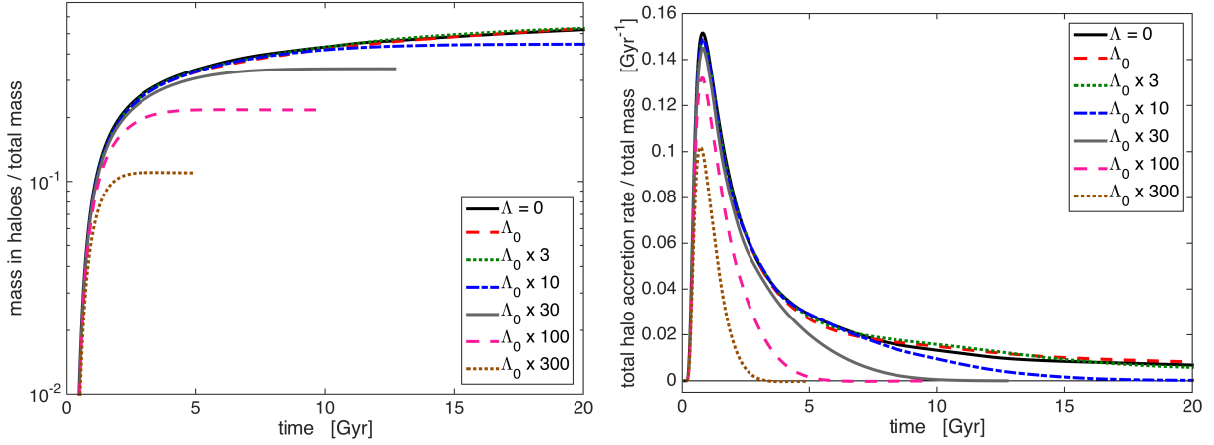 mass in haloes / total mass
10⁻¹
10⁻²
0
5
10
15
20
time [Gyr]
Λ = 0
Λ₀
Λ₀ x 3
Λ₀ x 10
Λ₀ x 30
Λ₀ x 100
Λ₀ x 300
total halo accretion rate / total mass [Gyr⁻¹]
0.16
0.14
0.12
0.1
0.08
0.06
0.04
0.02
0
0
5
10
15
20
time [Gyr]
Λ = 0
Λ₀
Λ₀ x 3
Λ₀ x 10
Λ₀ x 30
Λ₀ x 100
Λ₀ x 300